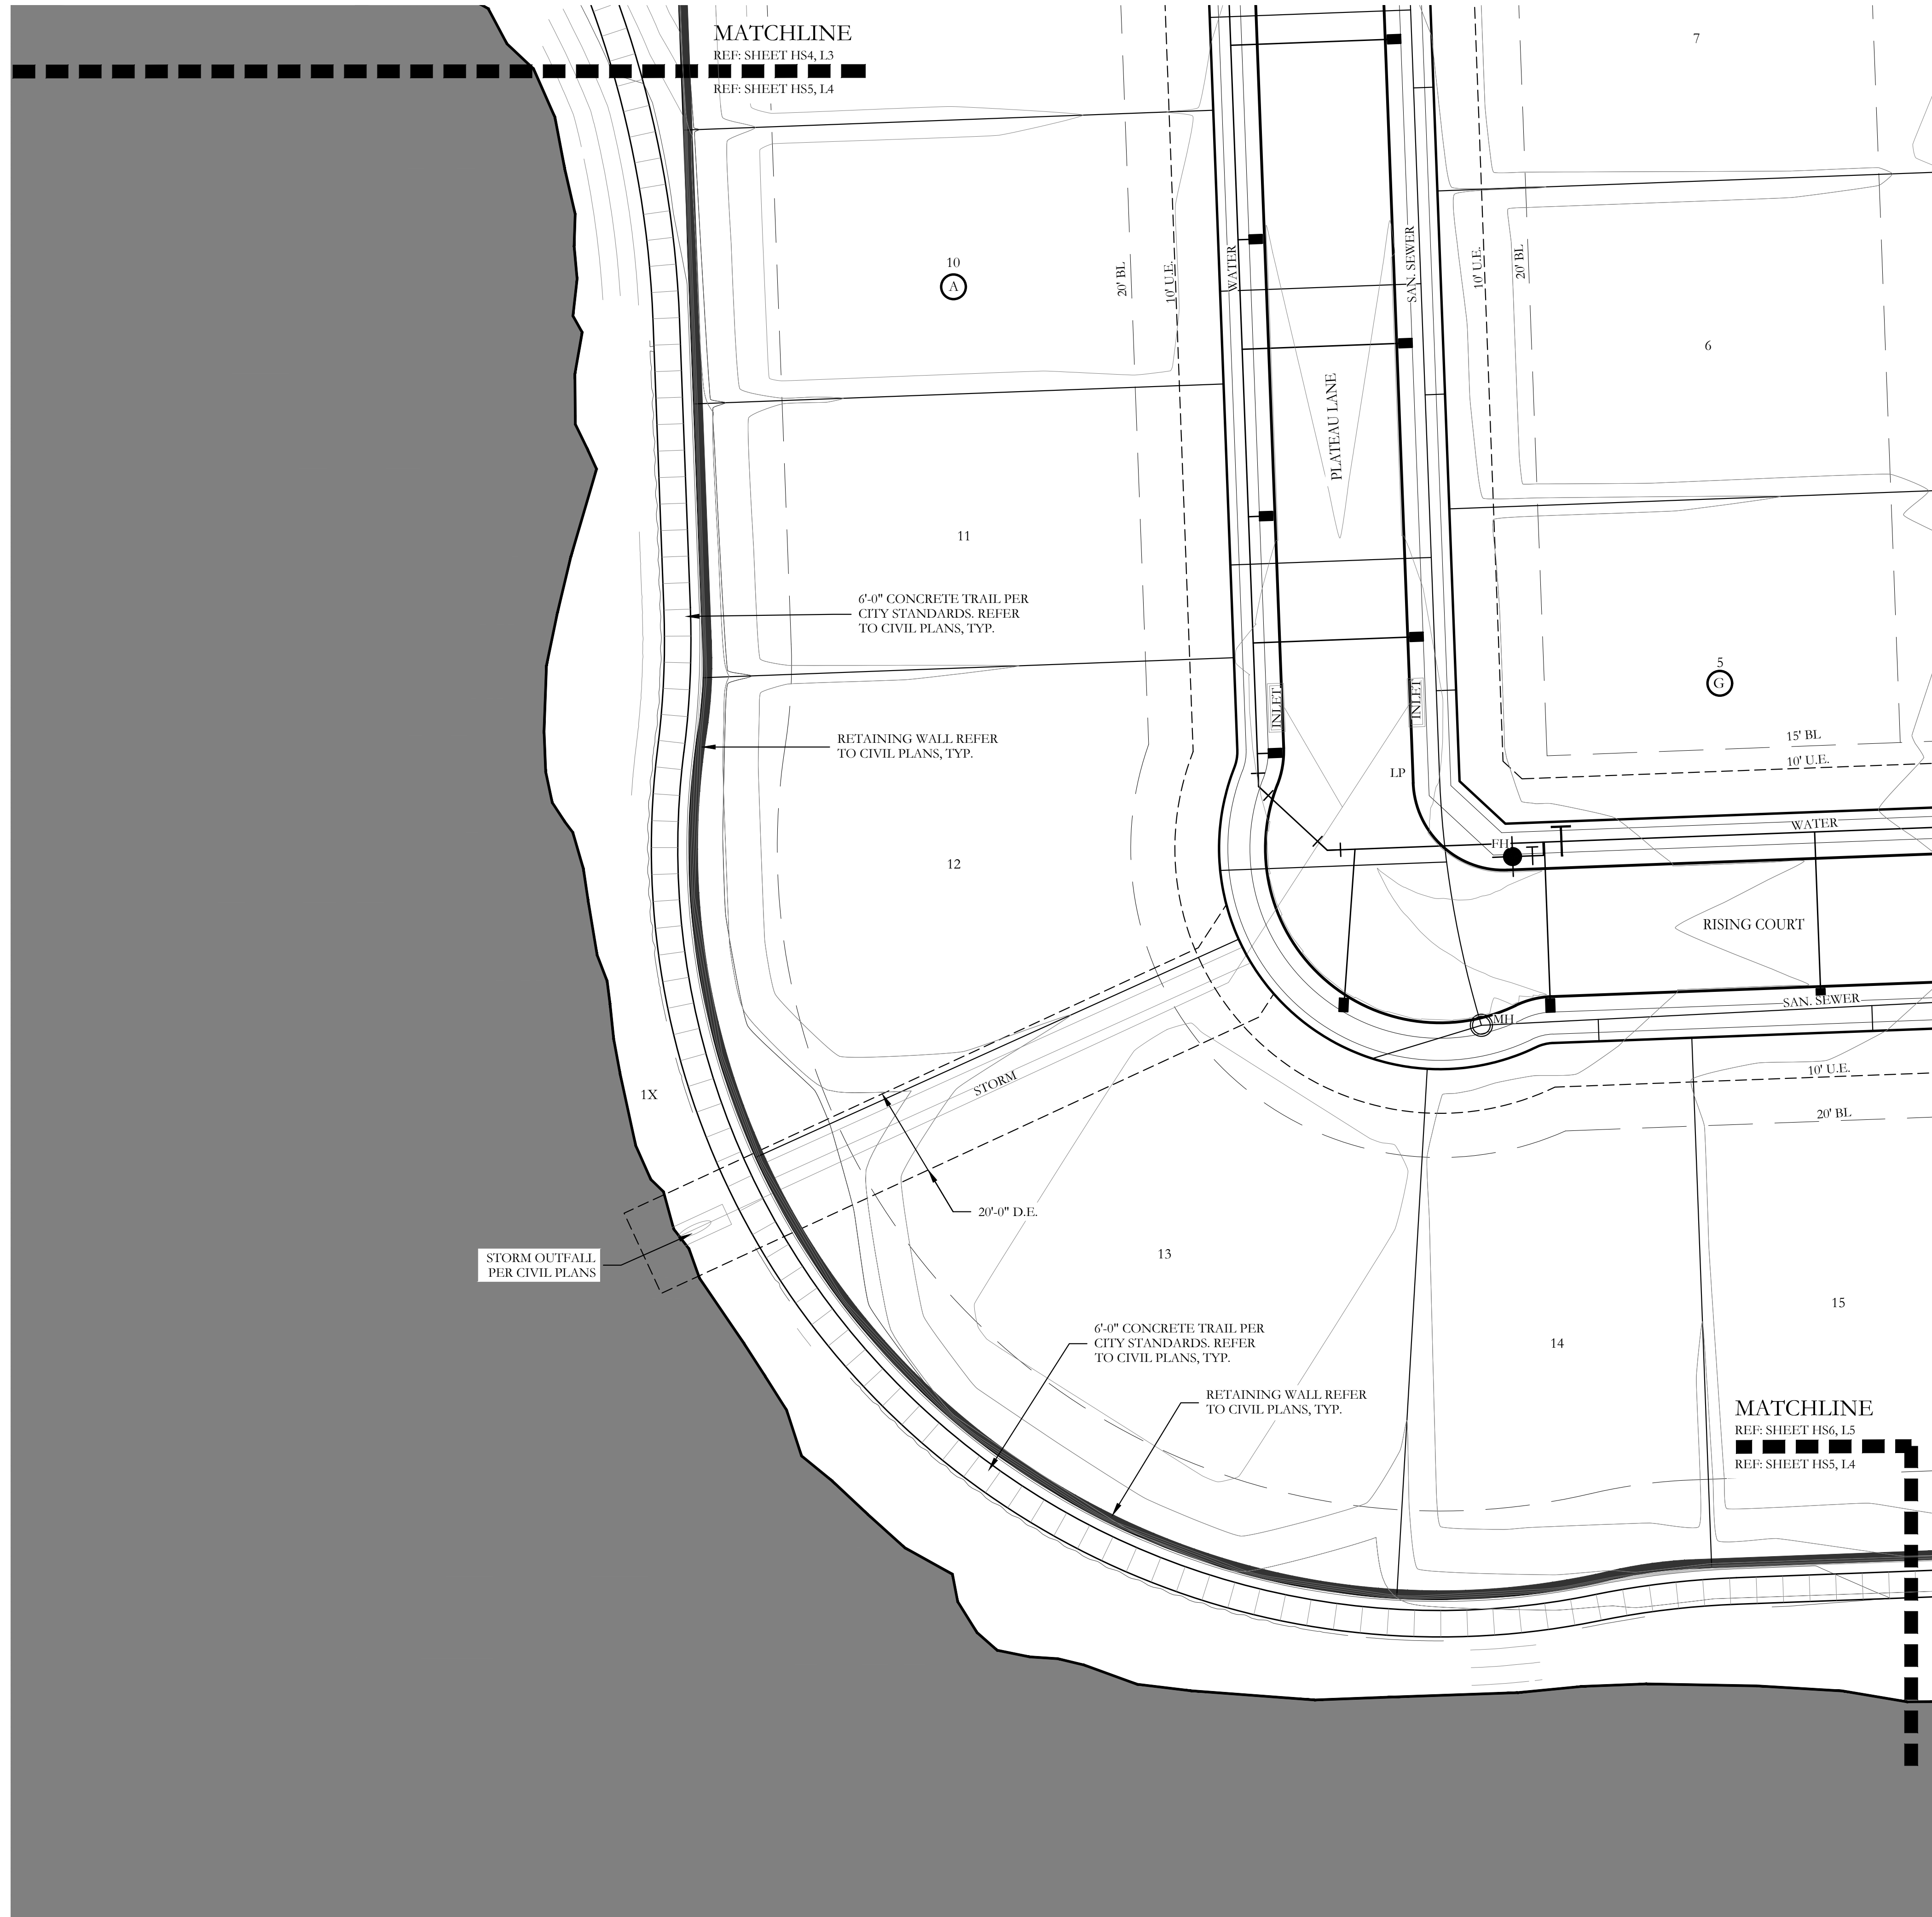 MATCHLINE
REF: SHEET HS4, L3
REF: SHEET HS5, L4
7
10
A
20' BL
10' U.E.
WATER
SAN. SEWER
10' U.E.
20' BL
6
PLATEAU LANE
11
6'-0" CONCRETE TRAIL PER
CITY STANDARDS. REFER
TO CIVIL PLANS, TYP.
5
G
INLET
INLET
RETAINING WALL REFER
TO CIVIL PLANS, TYP.
15' BL
10' U.E.
LP
WATER
FH
12
RISING COURT
SAN. SEWER
MH
STORM
10' U.E.
1X
20' BL
20'-0" D.E.
13
STORM OUTFALL
PER CIVIL PLANS
15
6'-0" CONCRETE TRAIL PER
CITY STANDARDS. REFER
TO CIVIL PLANS, TYP.
14
RETAINING WALL REFER
TO CIVIL PLANS, TYP.
MATCHLINE
REF: SHEET HS6, L5
REF: SHEET HS5, L4